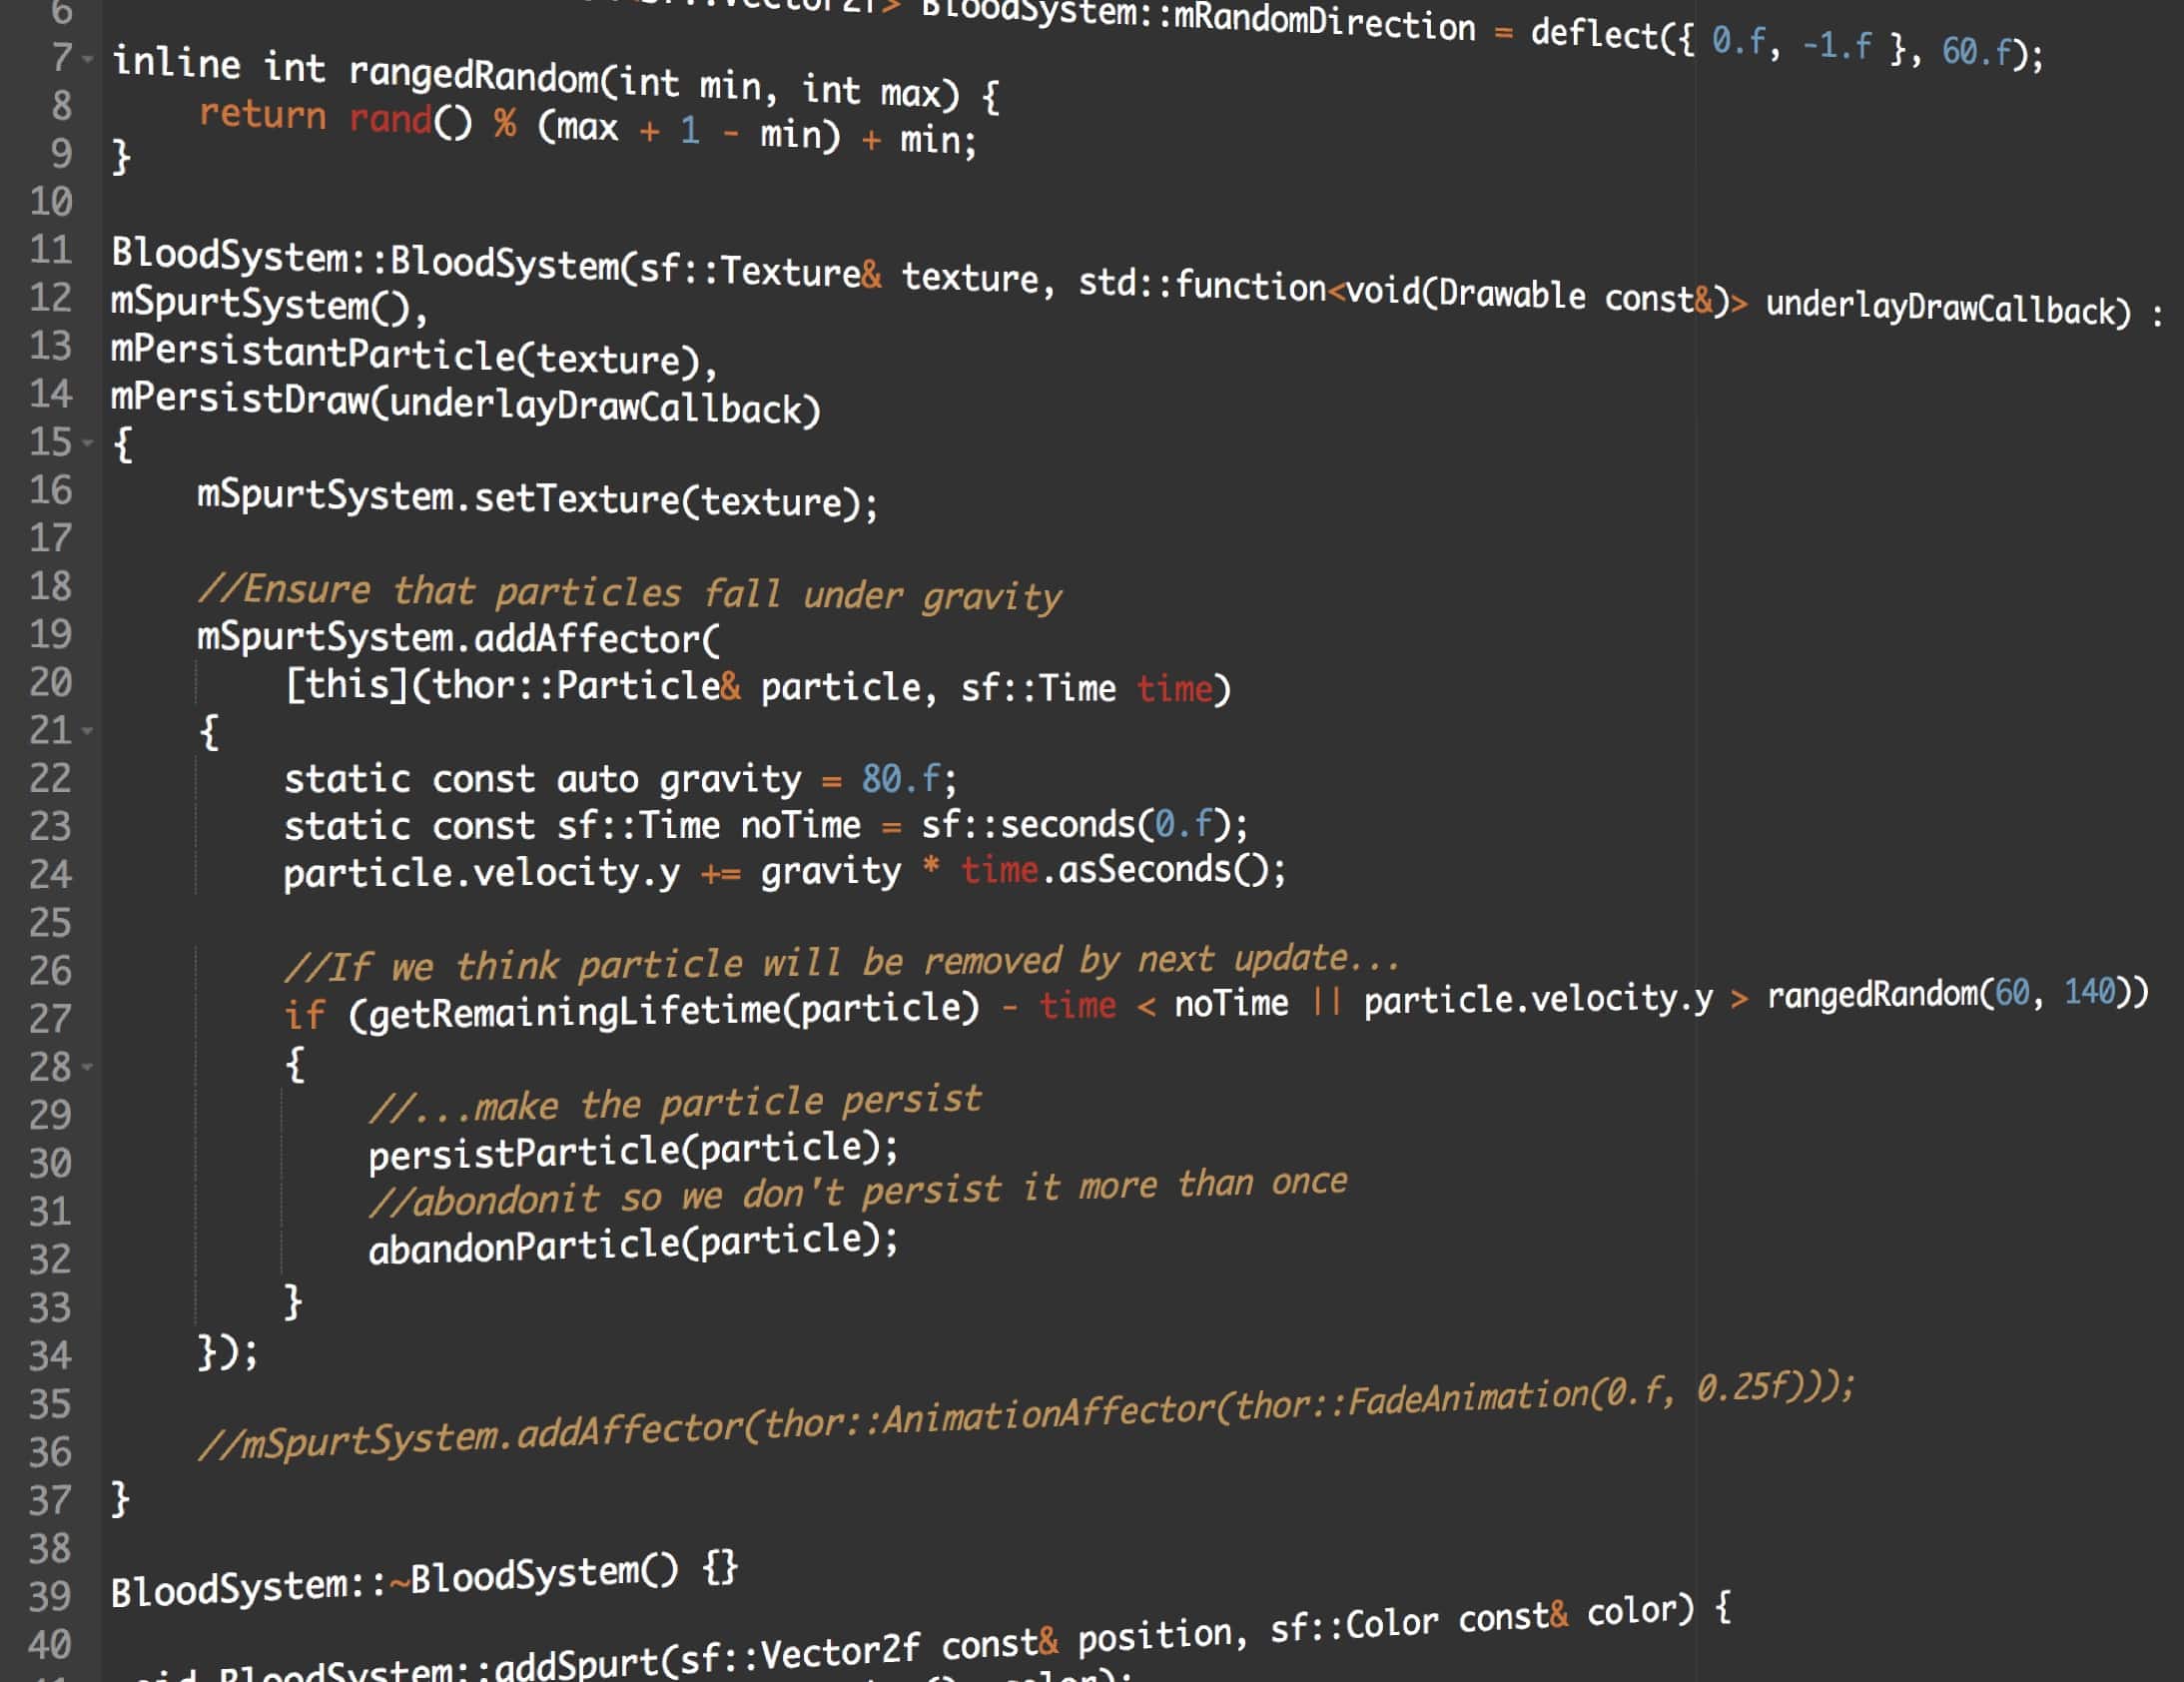 6 BloodSystem::mRandomDirection = deflect({ 0.f, -1.f }, 60.f);
7 inline int rangedRandom(int min, int max) {
8 return rand() % (max + 1 - min) + min;
9 }
10
11 BloodSystem::BloodSystem(sf::Texture& texture, std::function<void(Drawable const&)> underlayDrawCallback) :
12 mSpurtSystem(),
13 mPersistantParticle(texture),
14 mPersistDraw(underlayDrawCallback)
15 {
16 mSpurtSystem.setTexture(texture);
17
18 //Ensure that particles fall under gravity
19 mSpurtSystem.addAffector(
20 [this](thor::Particle& particle, sf::Time time)
21 {
22 static const auto gravity = 80.f;
23 static const sf::Time noTime = sf::seconds(0.f);
24 particle.velocity.y += gravity * time.asSeconds();
25
26 //If we think particle will be removed by next update...
27 if (getRemainingLifetime(particle) - time < noTime || particle.velocity.y > rangedRandom(60, 140))
28 {
29 //...make the particle persist
30 persistParticle(particle);
31 //abondonit so we don't persist it more than once
32 abandonParticle(particle);
33 }
34 });
35
36 //mSpurtSystem.addAffector(thor::AnimationAffector(thor::FadeAnimation(0.f, 0.25f)));
37 }
38
39 BloodSystem::~BloodSystem() {}
40
BloodSystem::addSpurt(sf::Vector2f const& position, sf::Color const& color) {